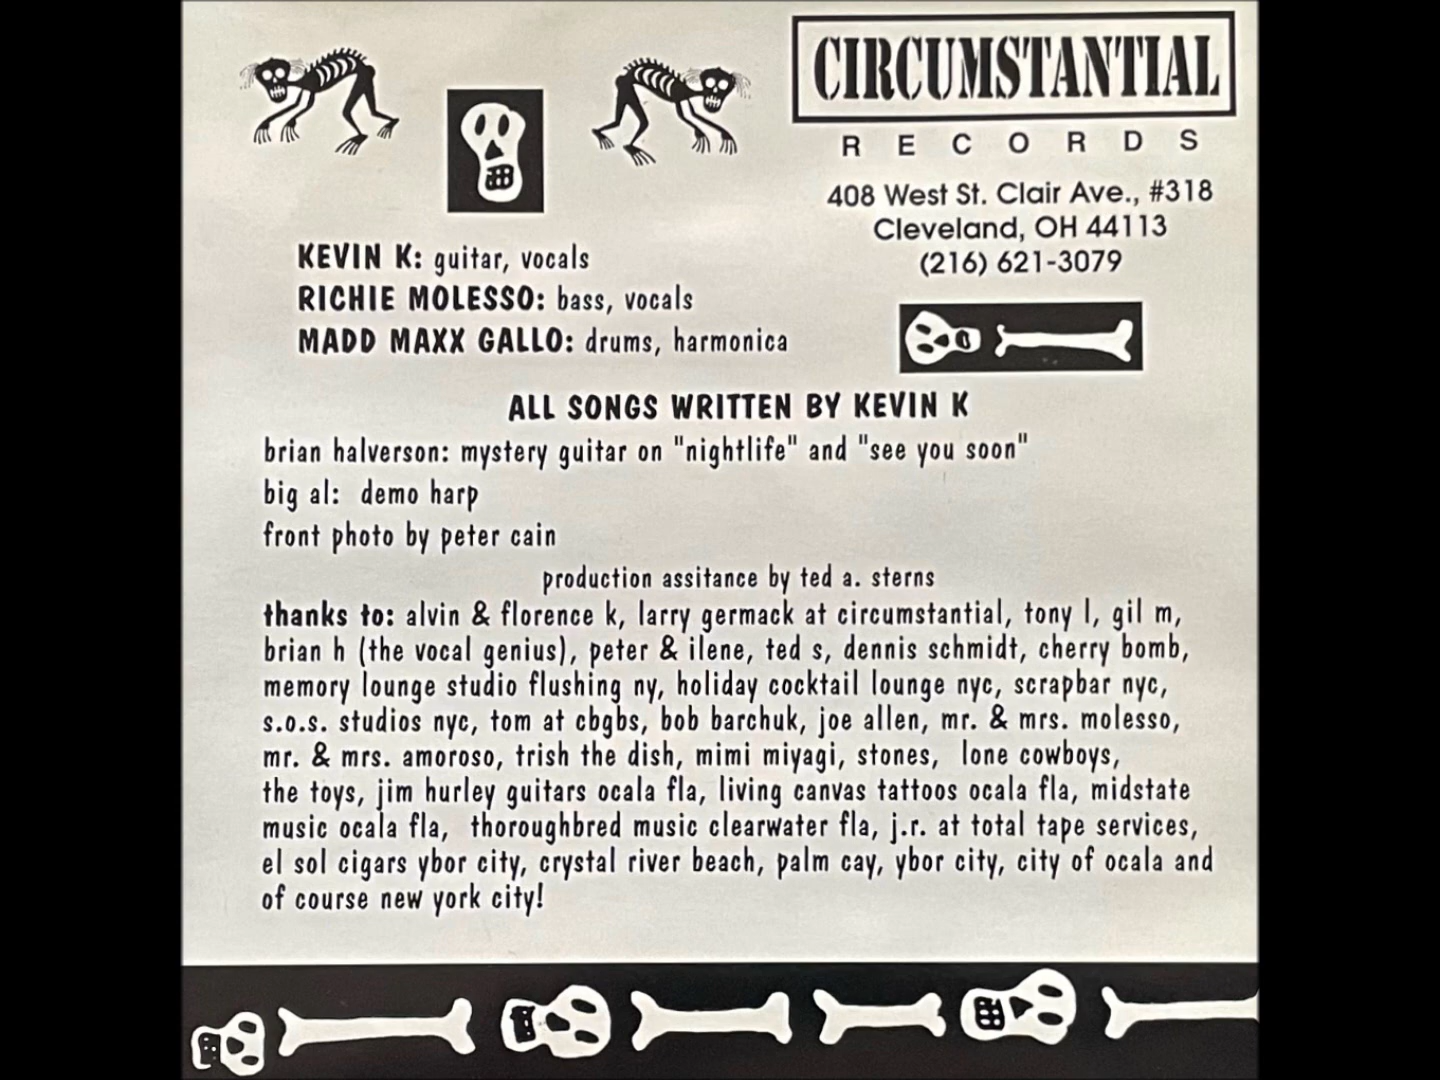 CIRCUMSTANTIAL
RECORDS
408 West St. Clair Ave., #318
Cleveland, OH 44113
(216) 621-3079
KEVIN K: guitar, vocals
RICHIE MOLESSO: bass, vocals
MADD MAXX GALLO: drums, harmonica
ALL SONGS WRITTEN BY KEVIN K
brian halverson: mystery guitar on "nightlife" and "see you soon"
big al: demo harp
front photo by peter cain
production assitance by ted a. sterns
thanks to: alvin & florence k, larry germack at circumstantial, tony l, gil m,
brian h (the vocal genius), peter & ilene, ted s, dennis schmidt, cherry bomb,
memory lounge studio flushing ny, holiday cocktail lounge nyc, scrapbar nyc,
s.o.s. studios nyc, tom at cbgbs, bob barchuk, joe allen, mr. & mrs. molesso,
mr. & mrs. amoroso, trish the dish, mimi miyagi, stones, lone cowboys,
the toys, jim hurley guitars ocala fla, living canvas tattoos ocala fla, midstate
music ocala fla, thoroughbred music clearwater fla, j.r. at total tape services,
el sol cigars ybor city, crystal river beach, palm cay, ybor city, city of ocala and
of course new york city!